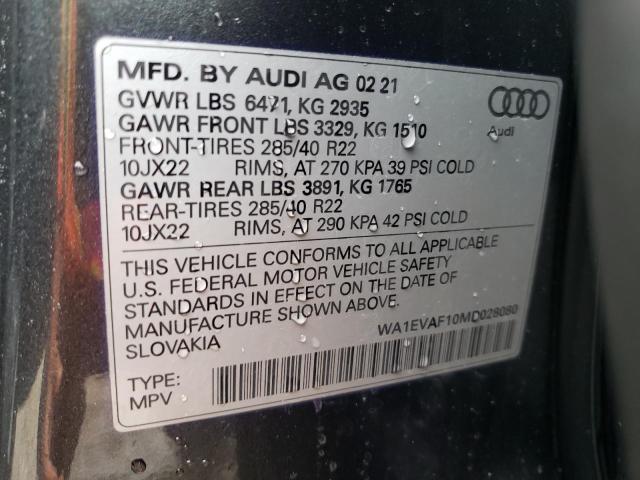 MFD. BY AUDI AG 02 21
GVWR LBS 6471, KG 2935
GAWR FRONT LBS 3329, KG 1510
FRONT-TIRES 285/40 R22
10JX22 RIMS, AT 270 KPA 39 PSI COLD
GAWR REAR LBS 3891, KG 1765
REAR-TIRES 285/40 R22
10JX22 RIMS, AT 290 KPA 42 PSI COLD
Audi
THIS VEHICLE CONFORMS TO ALL APPLICABLE
U.S. FEDERAL MOTOR VEHICLE SAFETY
STANDARDS IN EFFECT ON THE DATE OF
MANUFACTURE SHOWN ABOVE.
SLOVAKIA
WA1EVAF10MD028080
TYPE:
MPV